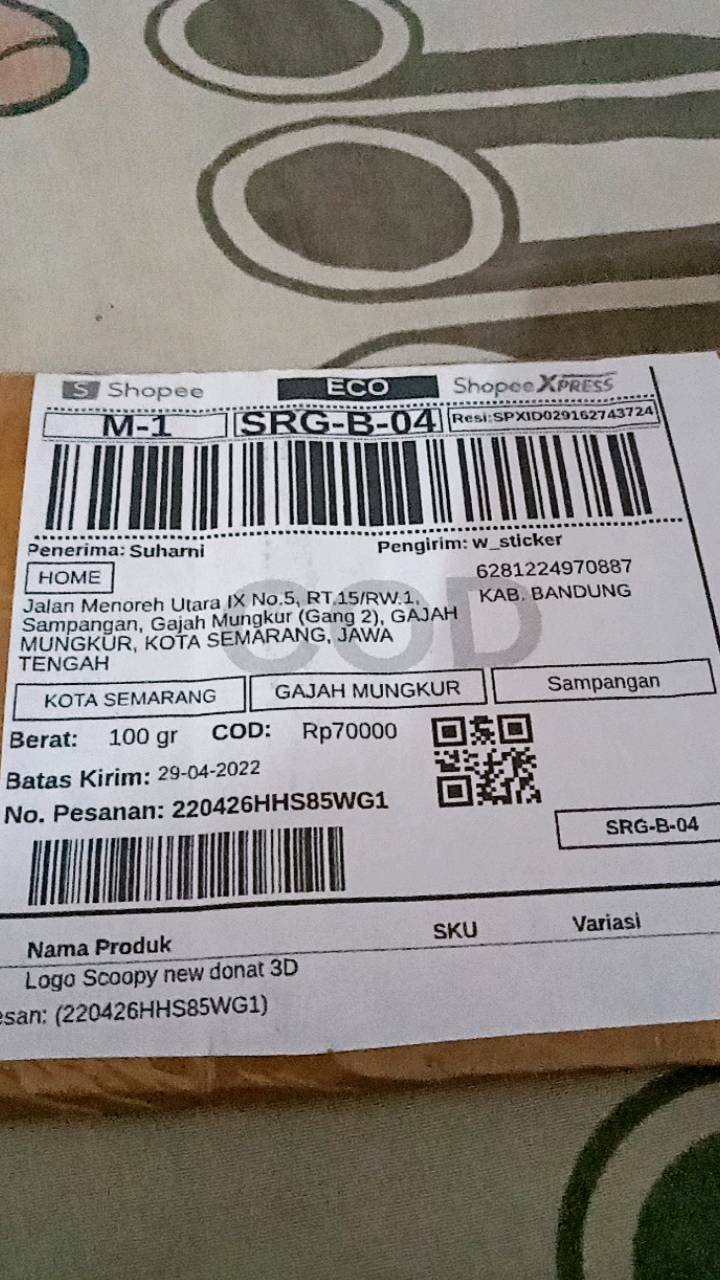 S Shopee ECO Shopee XPRESS
M-1 SRG-B-04 Resi:SPXID029162743724
Penerima: Suharni Pengirim: w_sticker
HOME 6281224970887
KAB. BANDUNG
Jalan Menoreh Utara IX No.5, RT.15/RW.1,
Sampangan, Gajah Mungkur (Gang 2), GAJAH
MUNGKUR, KOTA SEMARANG, JAWA
TENGAH
COD
KOTA SEMARANG GAJAH MUNGKUR Sampangan
Berat: 100 gr COD: Rp70000
Batas Kirim: 29-04-2022
No. Pesanan: 220426HHS85WG1
SRG-B-04
Nama Produk SKU Variasi
Logo Scoopy new donat 3D
esan: (220426HHS85WG1)